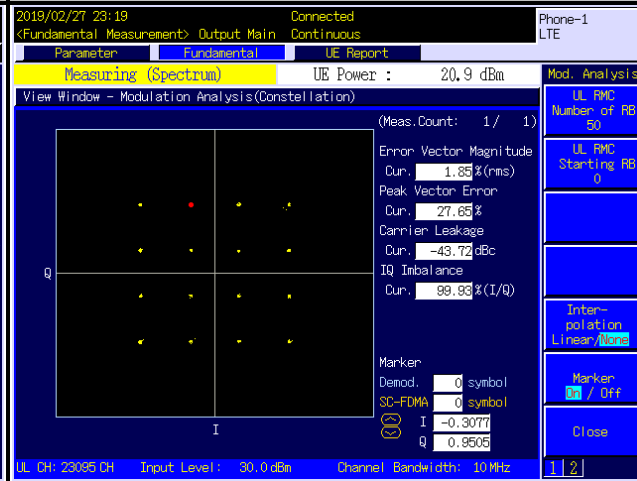 2019/02/27 23:19 Connected
<Fundamental Measurement> Output Main Continuous
Phone-1
LTE
Parameter Fundamental UE Report
Measuring (Spectrum) UE Power : 20.9 dBm
View Window - Modulation Analysis(Constellation)
(Meas.Count: 1/ 1)
Error Vector Magnitude
Cur. 1.85 %(rms)
Peak Vector Error
Cur. 27.65 %
Carrier Leakage
Cur. -43.72 dBc
IQ Imbalance
Cur. 99.93 %(I/Q)
Q
I
Marker
Demod. 0 symbol
SC-FDMA 0 symbol
I -0.3077
Q 0.9505
UL CH: 23095 CH Input Level: 30.0 dBm Channel Bandwidth: 10 MHz
Mod. Analysis
UL RMC
Number of RB
50
UL RMC
Starting RB
0
Inter-
polation
Linear/None
Marker
On / Off
Close
1 2